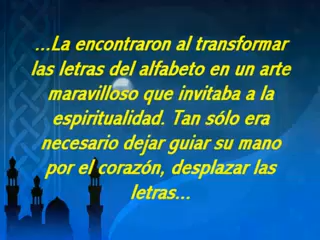 ...La encontraron al transformar
las letras del alfabeto en un arte
maravilloso que invitaba a la
espiritualidad. Tan sólo era
necesario dejar guiar su mano
por el corazón, desplazar las
letras...